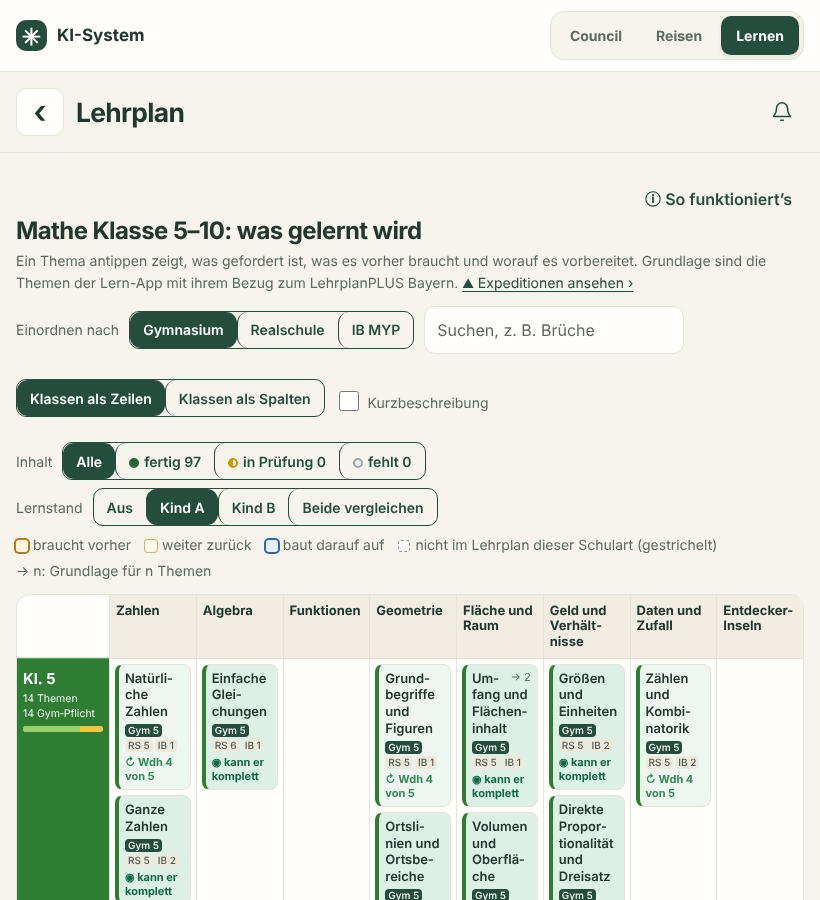 KI-System
Council Reisen Lernen
Lehrplan
ⓘ So funktioniert's
Mathe Klasse 5–10: was gelernt wird
Ein Thema antippen zeigt, was gefordert ist, was es vorher braucht und worauf es vorbereitet. Grundlage sind die
Themen der Lern-App mit ihrem Bezug zum LehrplanPLUS Bayern. ▲ Expeditionen ansehen ›
Einordnen nach Gymnasium Realschule IB MYP Suchen, z. B. Brüche
Klassen als Zeilen Klassen als Spalten Kurzbeschreibung
Inhalt Alle fertig 97 in Prüfung 0 fehlt 0
Lernstand Aus Kind A Kind B Beide vergleichen
braucht vorher weiter zurück baut darauf auf nicht im Lehrplan dieser Schulart (gestrichelt)
→ n: Grundlage für n Themen
Zahlen Algebra Funktionen Geometrie Fläche und Raum Geld und Verhält-nisse Daten und Zufall Entdecker-Inseln
Kl. 5
14 Themen
14 Gym-Pflicht
Natürli-
che
Zahlen
Gym 5
RS 5 IB 1
↻ Wdh 4
von 5
Ganze
Zahlen
Gym 5
RS 5 IB 2
◉ kann er
komplett
Einfache
Glei-
chungen
Gym 5
RS 6 IB 1
◉ kann er
komplett
Grund-
begriffe
und
Figuren
Gym 5
RS 5 IB 1
↻ Wdh 4
von 5
Ortsli-
nien und
Ortsbe-
reiche
Gym 5
Um- → 2
fang und
Flächen-
inhalt
Gym 5
RS 5 IB 1
◉ kann er
komplett
Volumen
und
Oberflä-
che
Gym 5
Größen
und
Einheiten
Gym 5
RS 5 IB 2
◉ kann er
komplett
Direkte
Propor-
tionalität
und
Dreisatz
Gym 5
Zählen
und
Kombi-
natorik
Gym 5
RS 5 IB 2
↻ Wdh 4
von 5